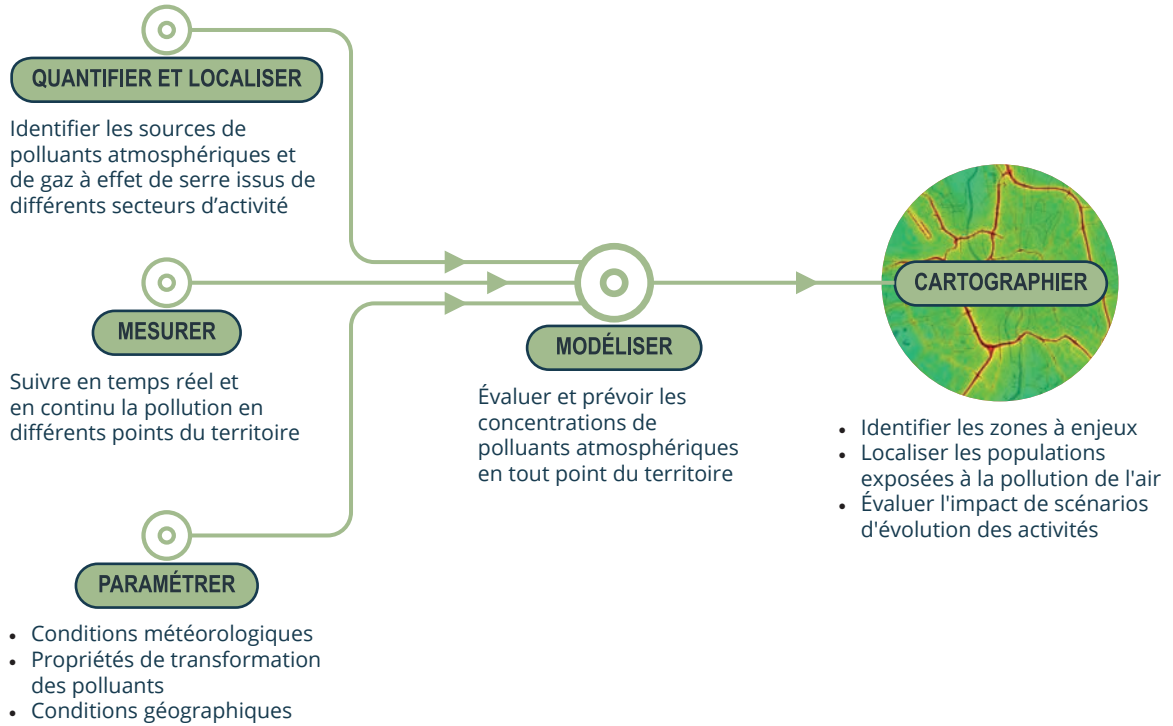 QUANTIFIER ET LOCALISER
Identifier les sources de
polluants atmosphériques et
de gaz à effet de serre issus de
différents secteurs d’activité
MESURER
Suivre en temps réel et
en continu la pollution en
différents points du territoire
PARAMÉTRER
• Conditions météorologiques
• Propriétés de transformation
des polluants
• Conditions géographiques
MODÉLISER
Évaluer et prévoir les
concentrations de
polluants atmosphériques
en tout point du territoire
CARTOGRAPHIER
• Identifier les zones à enjeux
• Localiser les populations
exposées à la pollution de l'air
• Évaluer l'impact de scénarios
d'évolution des activités